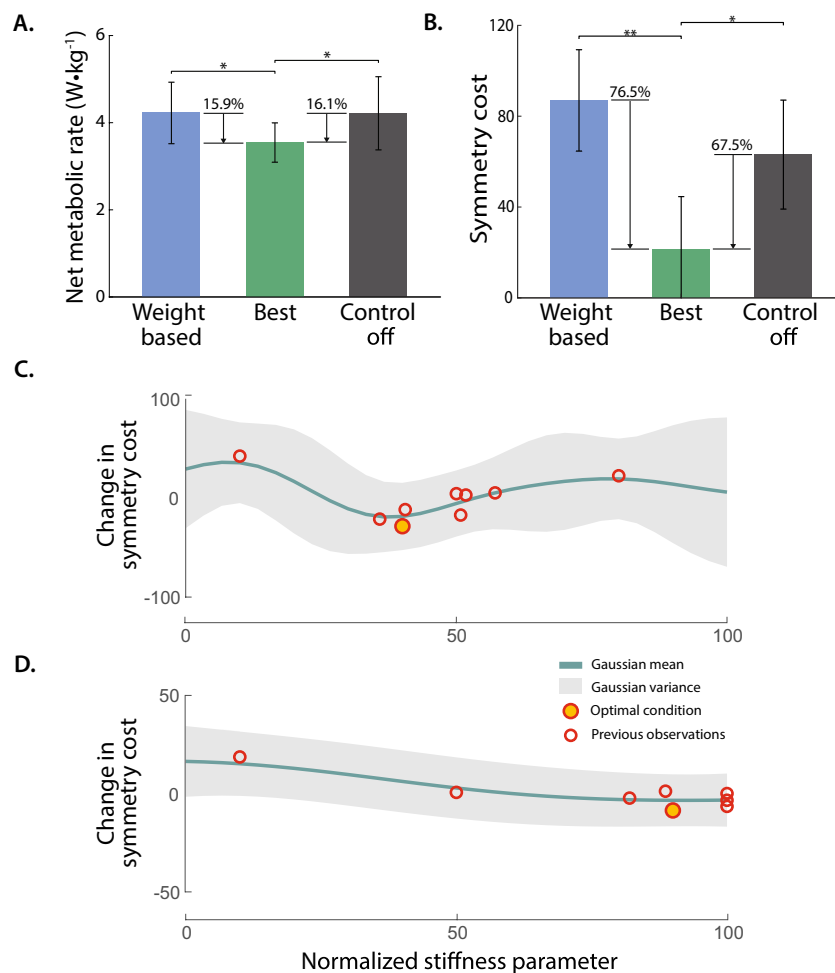 A.
Net metabolic rate (W•kg⁻¹)
6
4
2
0
*
*
15.9%
16.1%
Weight
based
Best
Control
off
B.
Symmetry cost
120
80
40
0
**
*
76.5%
67.5%
Weight
based
Best
Control
off
C.
Change in
symmetry cost
100
0
-100
0
50
100
D.
Gaussian mean
Gaussian variance
Optimal condition
Previous observations
Change in
symmetry cost
50
0
-50
0
50
100
Normalized stiffness parameter